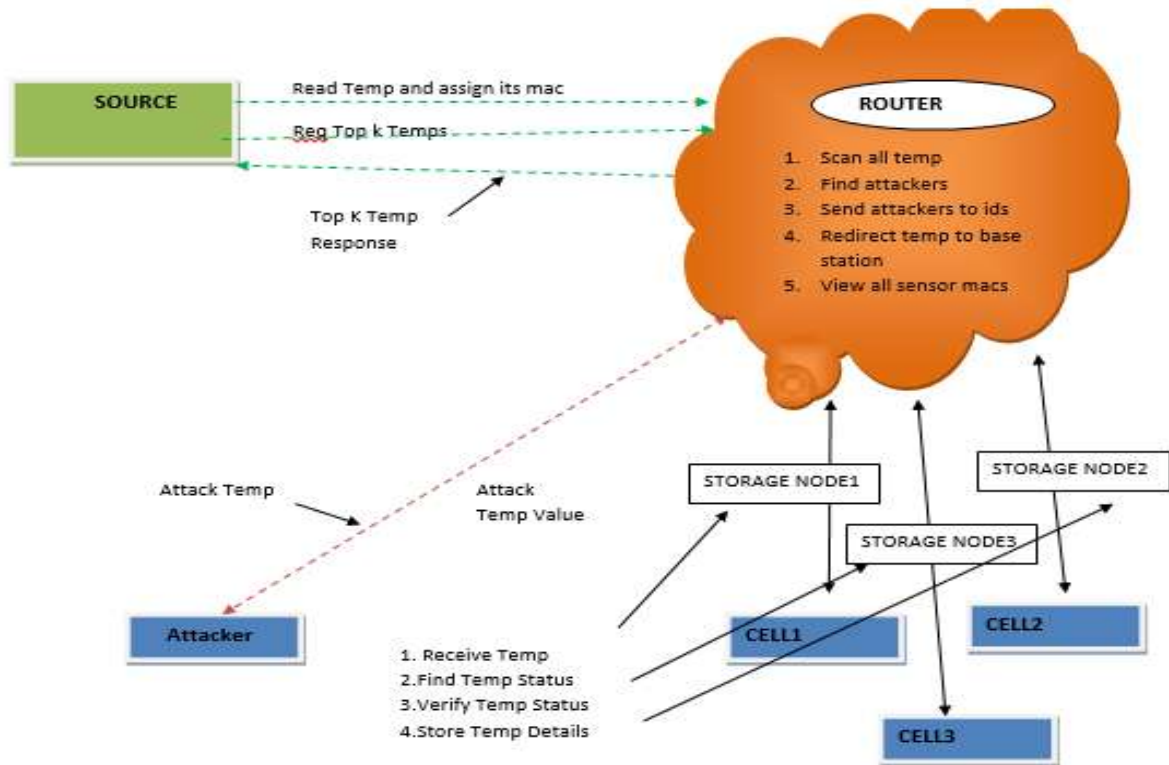 SOURCE
Read Temp and assign its mac
Req Top k Temps
Top K Temp
Response
ROUTER
1. Scan all temp
2. Find attackers
3. Send attackers to ids
4. Redirect temp to base
station
5. View all sensor macs
Attack Temp
Attack
Temp Value
STORAGE NODE1
STORAGE NODE2
STORAGE NODE3
Attacker
CELL1
CELL2
CELL3
1. Receive Temp
2.Find Temp Status
3.Verify Temp Status
4.Store Temp Details